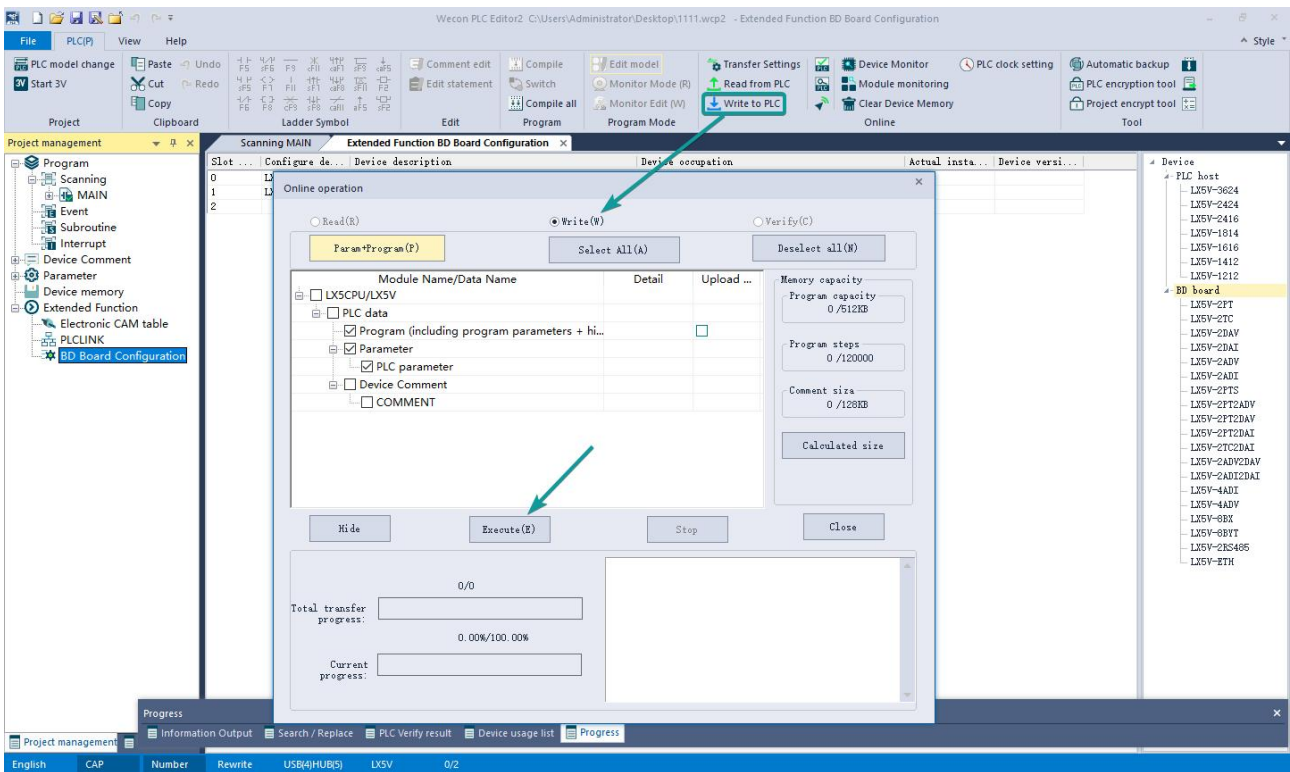 Wecon PLC Editor2 C:\Users\Administrator\Desktop\1111.wcp2 - Extended Function BD Board Configuration
File PLC(P) View Help Style
PLC model change Paste Undo Comment edit Compile Edit model Transfer Settings Device Monitor PLC clock setting Automatic backup
Start 3V Cut Redo Edit statement Switch Monitor Mode (R) Read from PLC Module monitoring PLC encryption tool
Copy Compile all Monitor Edit (W) Write to PLC Clear Device Memory Project encrypt tool
Project Clipboard Ladder Symbol Edit Program Program Mode Online Tool
Project management
Program
Scanning
MAIN
Event
Subroutine
Interrupt
Device Comment
Parameter
Device memory
Extended Function
Electronic CAM table
PLCLINK
BD Board Configuration
Scanning MAIN Extended Function BD Board Configuration
Slot ... Configure de... Device description Device occupation Actual insta... Device versi...
0
1
2
Online operation
Read(R) Write(W) Verify(C)
Param+Program(P) Select All(A) Deselect all(N)
Module Name/Data Name Detail Upload ...
LX5CPU/LX5V
PLC data
Program (including program parameters + hi...
Parameter
PLC parameter
Device Comment
COMMENT
Memory capacity
Program capacity
0 /512KB
Program steps
0 /120000
Comment siza
0 /128KB
Calculated size
Hide Execute(E) Stop Close
0/0
Total transfer
progress:
0.00%/100.00%
Current
progress:
Device
PLC host
LX5V-3624
LX5V-2424
LX5V-2416
LX5V-1814
LX5V-1616
LX5V-1412
LX5V-1212
BD board
LX5V-2PT
LX5V-2TC
LX5V-2DAV
LX5V-2DAI
LX5V-2ADV
LX5V-2ADI
LX5V-2PTS
LX5V-2PT2ADV
LX5V-2PT2DAV
LX5V-2PT2DAI
LX5V-2TC2DAI
LX5V-2ADV2DAV
LX5V-2ADI2DAI
LX5V-4ADI
LX5V-4ADV
LX5V-8BX
LX5V-8BYT
LX5V-2RS485
LX5V-ETH
Progress
Information Output Search / Replace PLC Verify result Device usage list Progress
Project management
English CAP Number Rewrite USB(4)HUB(5) LX5V 0/2